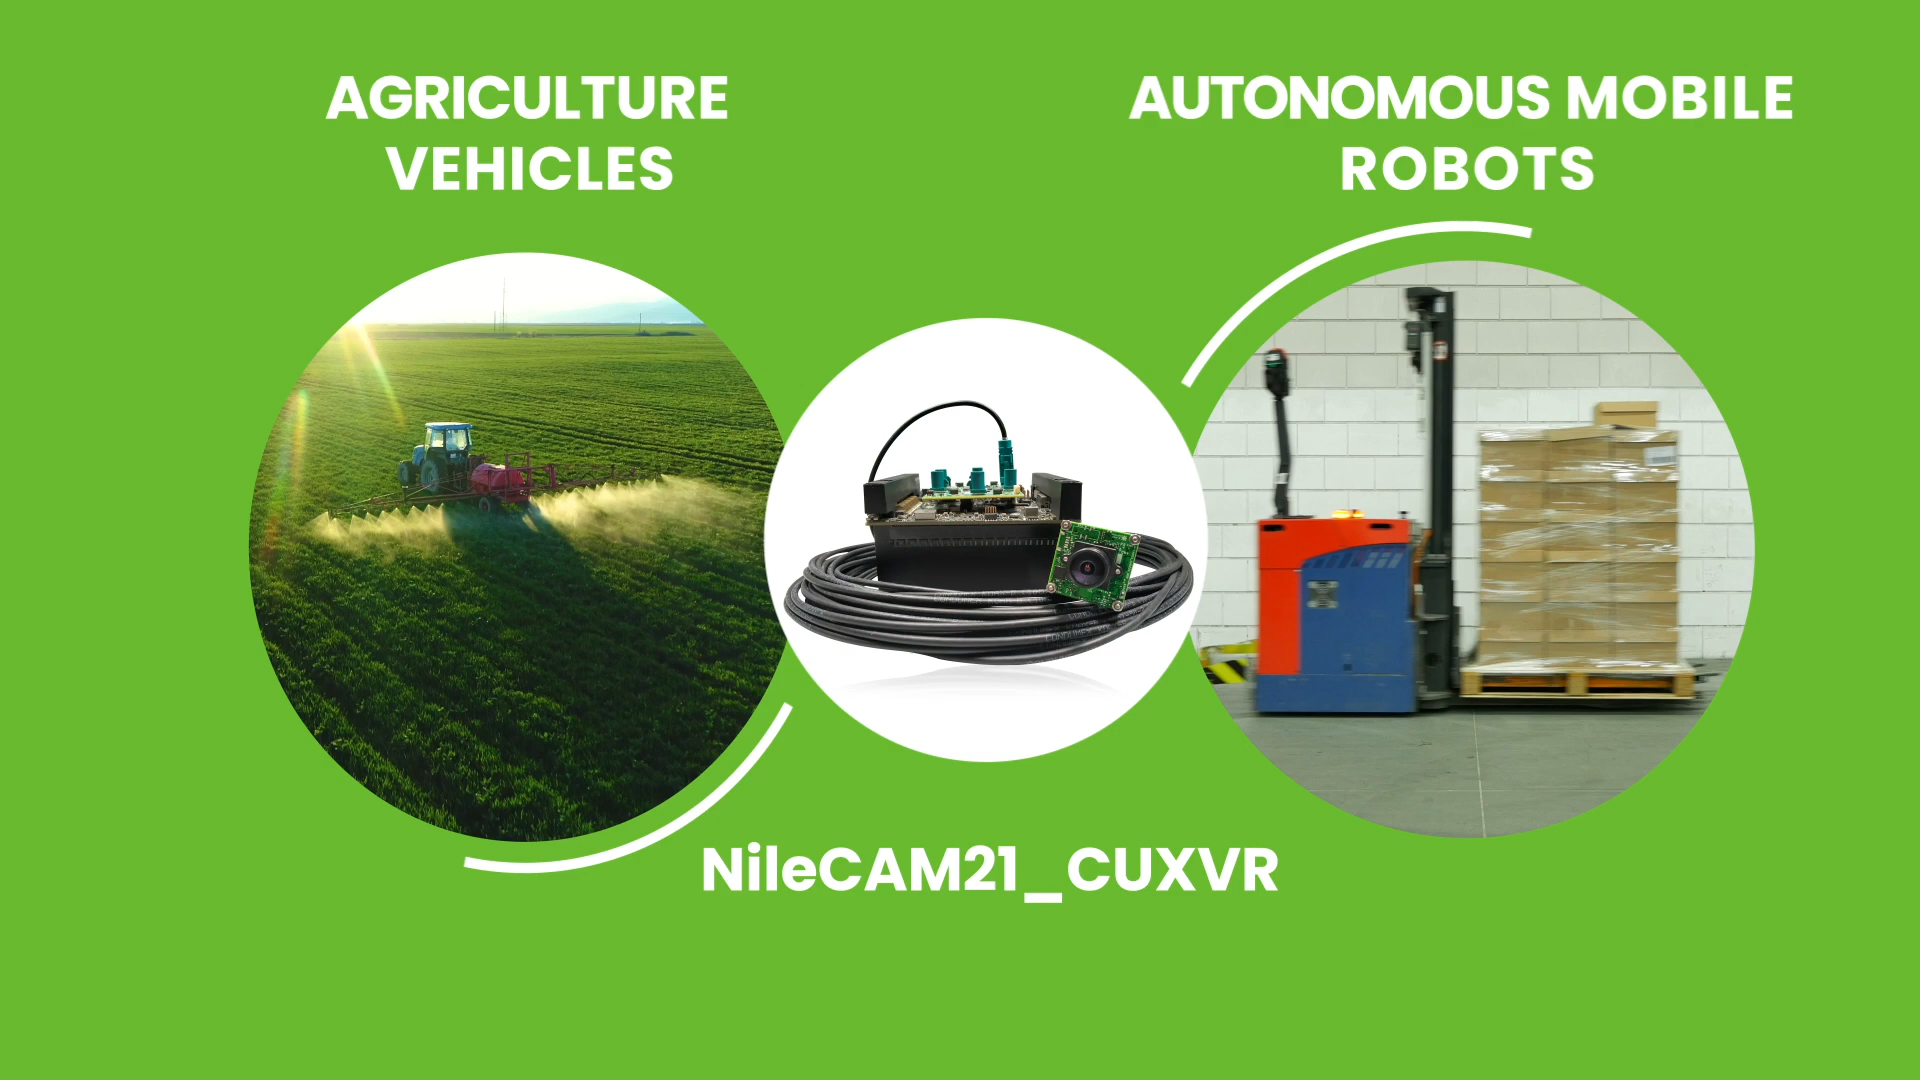 AGRICULTURE
VEHICLES
AUTONOMOUS MOBILE
ROBOTS
NileCAM21_CUXVR